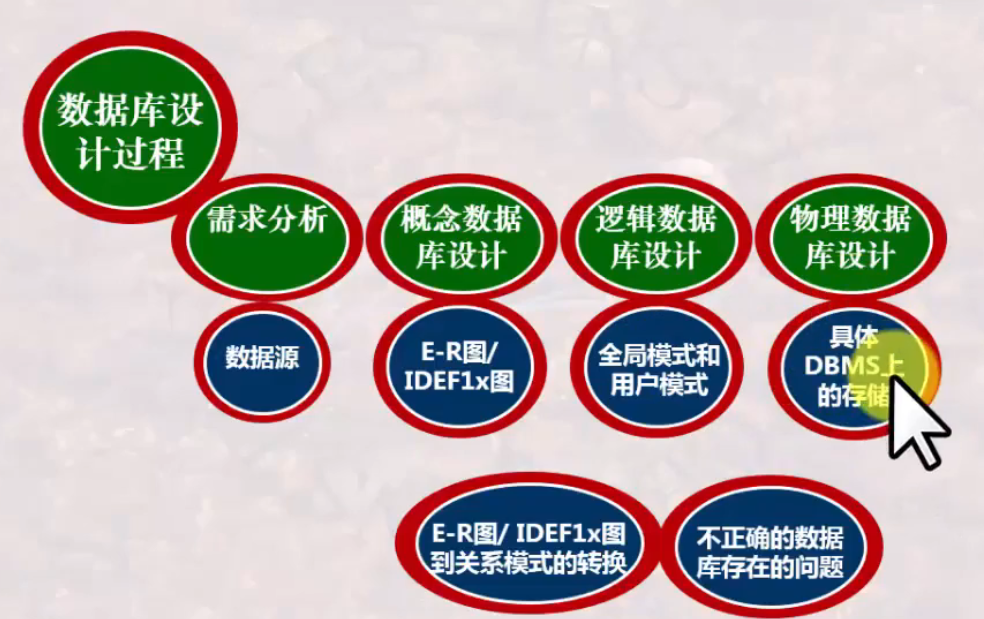 数据库设
计过程
需求分析
概念数据
库设计
逻辑数据
库设计
物理数据
库设计
数据源
E-R图/
IDEF1x图
全局模式和
用户模式
具体
DBMS上
的存储
E-R图/ IDEF1x图
到关系模式的转换
不正确的数据
库存在的问题